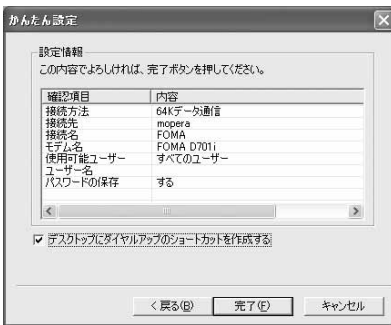 かんたん設定
設定情報
この内容でよろしければ、完了ボタンを押してください。
確認項目 内容
接続方法 64Kデータ通信
接続先 mopera
接続名 FOMA
モデム名 FOMA D701i
使用可能ユーザー すべてのユーザー
ユーザー名
パスワードの保存 する
デスクトップにダイヤルアップのショートカットを作成する
< 戻る(B) 完了(F) キャンセル